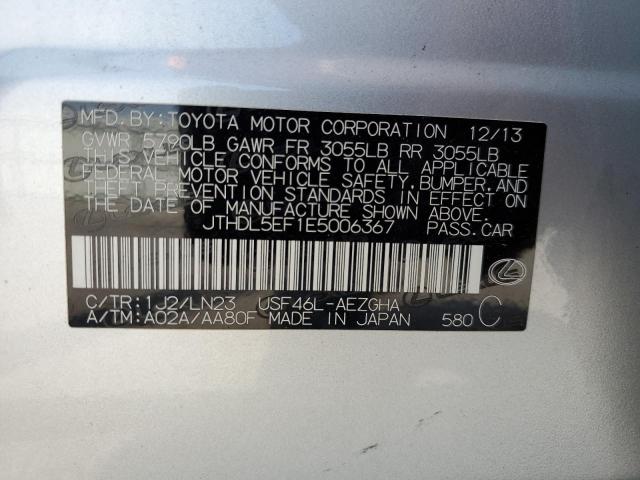 MFD. BY: TOYOTA MOTOR CORPORATION 12/13
GVWR 5790LB GAWR FR 3055LB RR 3055LB
THIS VEHICLE CONFORMS TO ALL APPLICABLE
FEDERAL MOTOR VEHICLE SAFETY, BUMPER, AND
THEFT PREVENTION STANDARDS IN EFFECT ON
THE DATE OF MANUFACTURE SHOWN ABOVE.
JTHDL5EF1E5006367 PASS.CAR
C/TR: 1J2/LN23 USF46L-AEZGHA
A/TM: A02A/AA80F MADE IN JAPAN 580 C